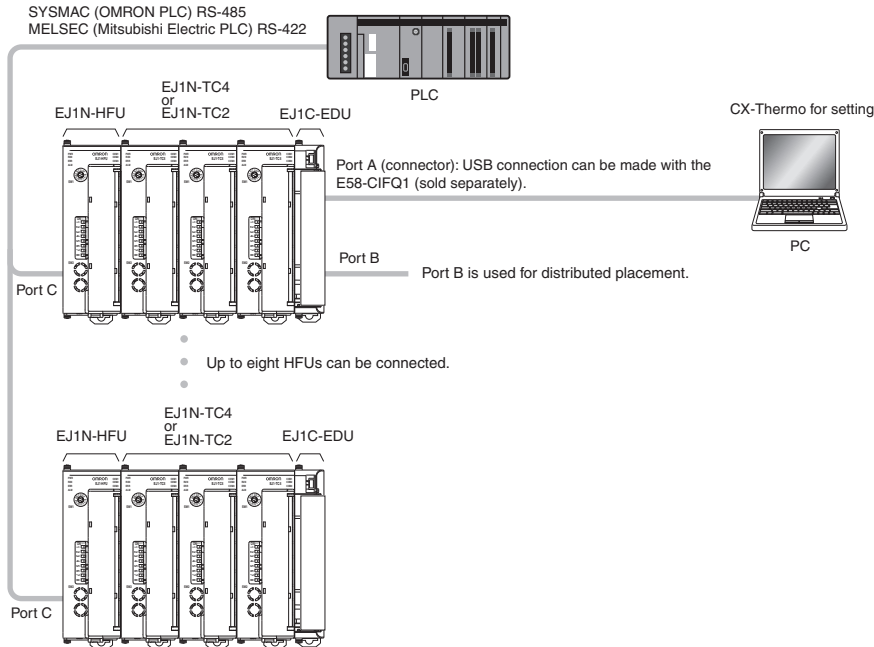 SYSMAC (OMRON PLC) RS-485
MELSEC (Mitsubishi Electric PLC) RS-422
PLC
EJ1N-HFU
EJ1N-TC4
or
EJ1N-TC2
EJ1C-EDU
CX-Thermo for setting
Port A (connector): USB connection can be made with the
E58-CIFQ1 (sold separately).
PC
Port B
Port B is used for distributed placement.
Port C
Up to eight HFUs can be connected.
EJ1N-HFU
EJ1N-TC4
or
EJ1N-TC2
EJ1C-EDU
Port C